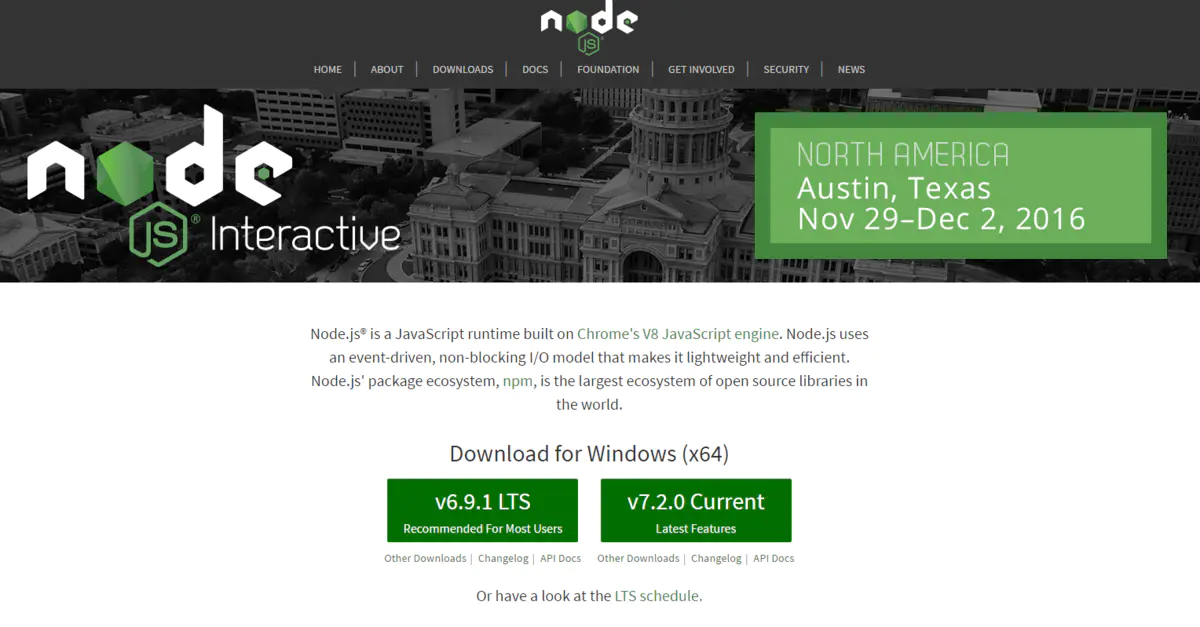 node
JS
HOME | ABOUT | DOWNLOADS | DOCS | FOUNDATION | GET INVOLVED | SECURITY | NEWS
node
JS® Interactive
NORTH AMERICA
Austin, Texas
Nov 29–Dec 2, 2016
Node.js® is a JavaScript runtime built on Chrome's V8 JavaScript engine. Node.js uses
an event-driven, non-blocking I/O model that makes it lightweight and efficient.
Node.js' package ecosystem, npm, is the largest ecosystem of open source libraries in
the world.
Download for Windows (x64)
v6.9.1 LTS
Recommended For Most Users
v7.2.0 Current
Latest Features
Other Downloads | Changelog | API Docs
Other Downloads | Changelog | API Docs
Or have a look at the LTS schedule.